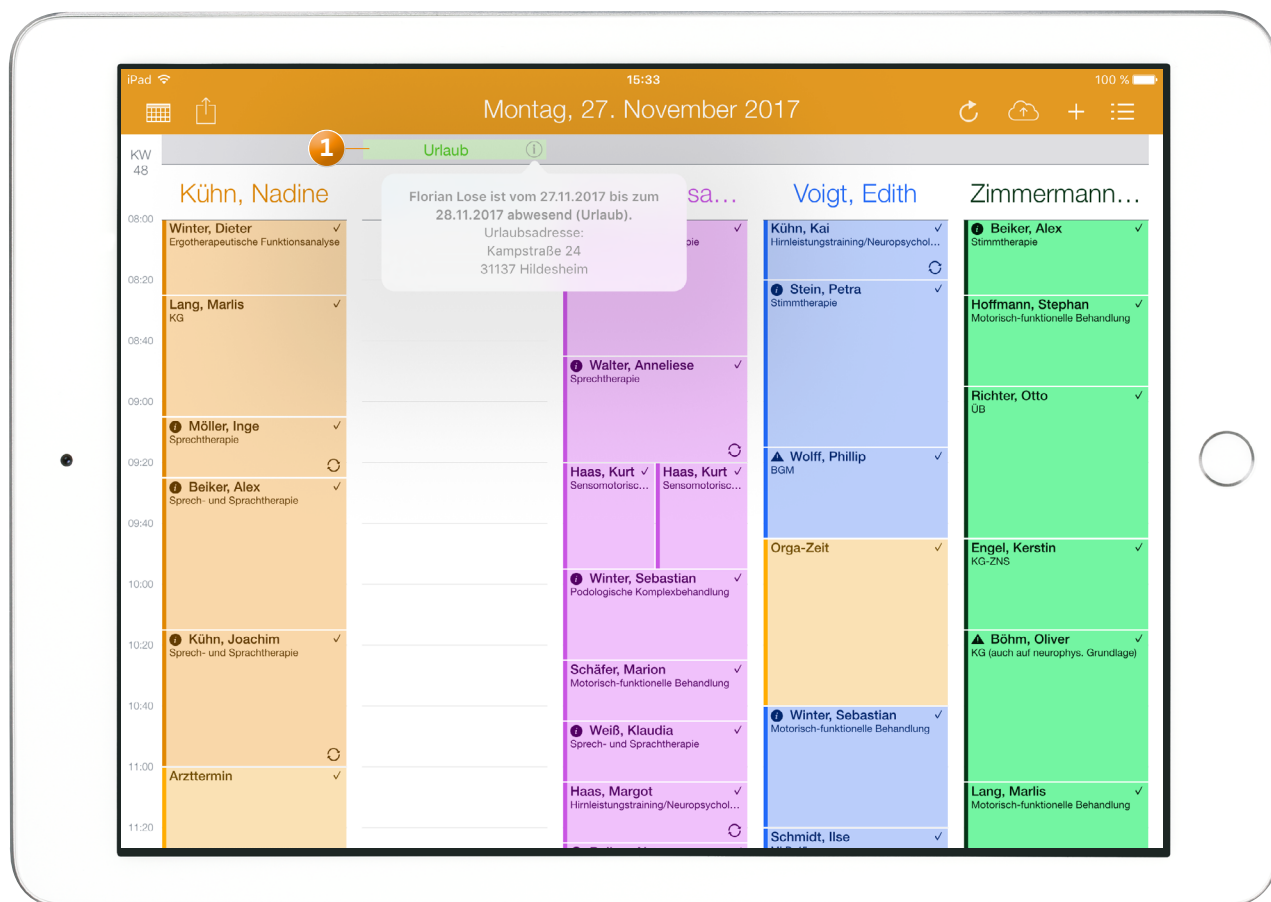 iPad
15:33
100 %
Montag, 27. November 2017
KW
48
1
Urlaub
Florian Lose ist vom 27.11.2017 bis zum
28.11.2017 abwesend (Urlaub).
Urlaubsadresse:
Kampstraße 24
31137 Hildesheim
08:00
08:20
08:40
09:00
09:20
09:40
10:00
10:20
10:40
11:00
11:20
Kühn, Nadine
Winter, Dieter
Ergotherapeutische Funktionsanalyse
Lang, Marlis
KG
Möller, Inge
Sprechtherapie
Beiker, Alex
Sprech- und Sprachtherapie
Kühn, Joachim
Sprech- und Sprachtherapie
Arzttermin
sa...
pie
Walter, Anneliese
Sprechtherapie
Haas, Kurt
Sensomotorisc...
Haas, Kurt
Sensomotorisc...
Winter, Sebastian
Podologische Komplexbehandlung
Schäfer, Marion
Motorisch-funktionelle Behandlung
Weiß, Klaudia
Sprech- und Sprachtherapie
Haas, Margot
Hirnleistungstraining/Neuropsychol...
Voigt, Edith
Kühn, Kai
Hirnleistungstraining/Neuropsychol...
Stein, Petra
Stimmtherapie
Wolff, Phillip
BGM
Orga-Zeit
Winter, Sebastian
Motorisch-funktionelle Behandlung
Schmidt, Ilse
Zimmermann...
Beiker, Alex
Stimmtherapie
Hoffmann, Stephan
Motorisch-funktionelle Behandlung
Richter, Otto
ÜB
Engel, Kerstin
KG-ZNS
Böhm, Oliver
KG (auch auf neurophys. Grundlage)
Lang, Marlis
Motorisch-funktionelle Behandlung